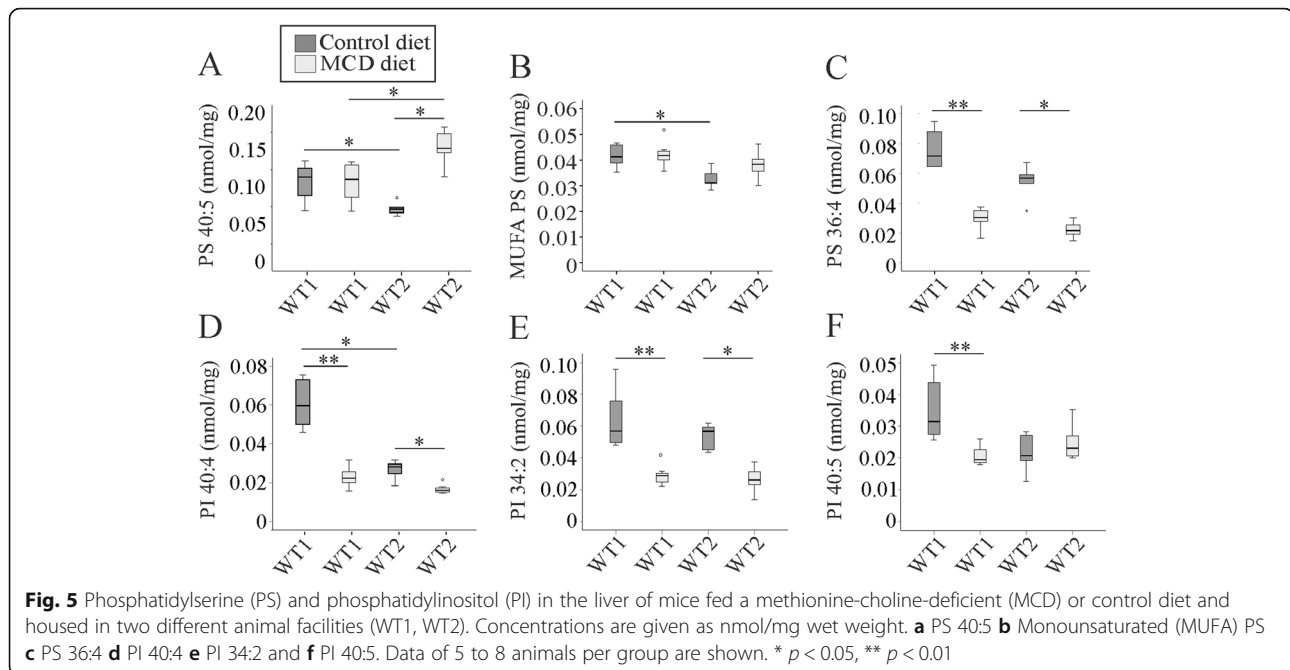 Control diet
MCD diet
A
PS 40:5 (nmol/mg)
0.20
0.15
0.10
0.05
0
*
*
*
WT1
WT1
WT2
WT2
B
MUFA PS (nmol/mg)
0.06
0.05
0.04
0.03
0.02
0.01
0
*
WT1
WT1
WT2
WT2
C
PS 36:4 (nmol/mg)
0.10
0.08
0.06
0.04
0.02
0
**
*
WT1
WT1
WT2
WT2
D
PI 40:4 (nmol/mg)
0.08
0.06
0.04
0.02
0
*
**
*
WT1
WT1
WT2
WT2
E
PI 34:2 (nmol/mg)
0.10
0.08
0.06
0.04
0.02
0
**
*
WT1
WT1
WT2
WT2
F
PI 40:5 (nmol/mg)
0.05
0.04
0.03
0.02
0.01
0
**
WT1
WT1
WT2
WT2
Fig. 5 Phosphatidylserine (PS) and phosphatidylinositol (PI) in the liver of mice fed a methionine-choline-deficient (MCD) or control diet and
housed in two different animal facilities (WT1, WT2). Concentrations are given as nmol/mg wet weight. a PS 40:5 b Monounsaturated (MUFA) PS
c PS 36:4 d PI 40:4 e PI 34:2 and f PI 40:5. Data of 5 to 8 animals per group are shown. * p < 0.05, ** p < 0.01